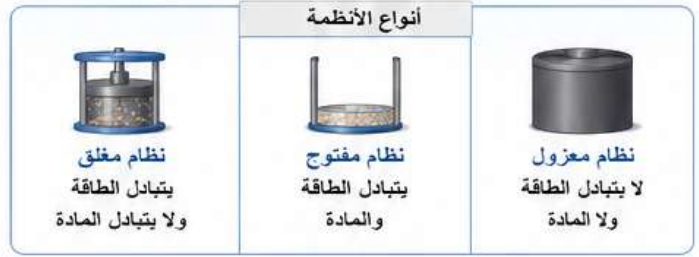 أنواع الأنظمة
نظام معزول
لا يتبادل الطاقة
ولا المادة
نظام مفتوح
يتبادل الطاقة
والمادة
نظام مغلق
يتبادل الطاقة
ولا يتبادل المادة